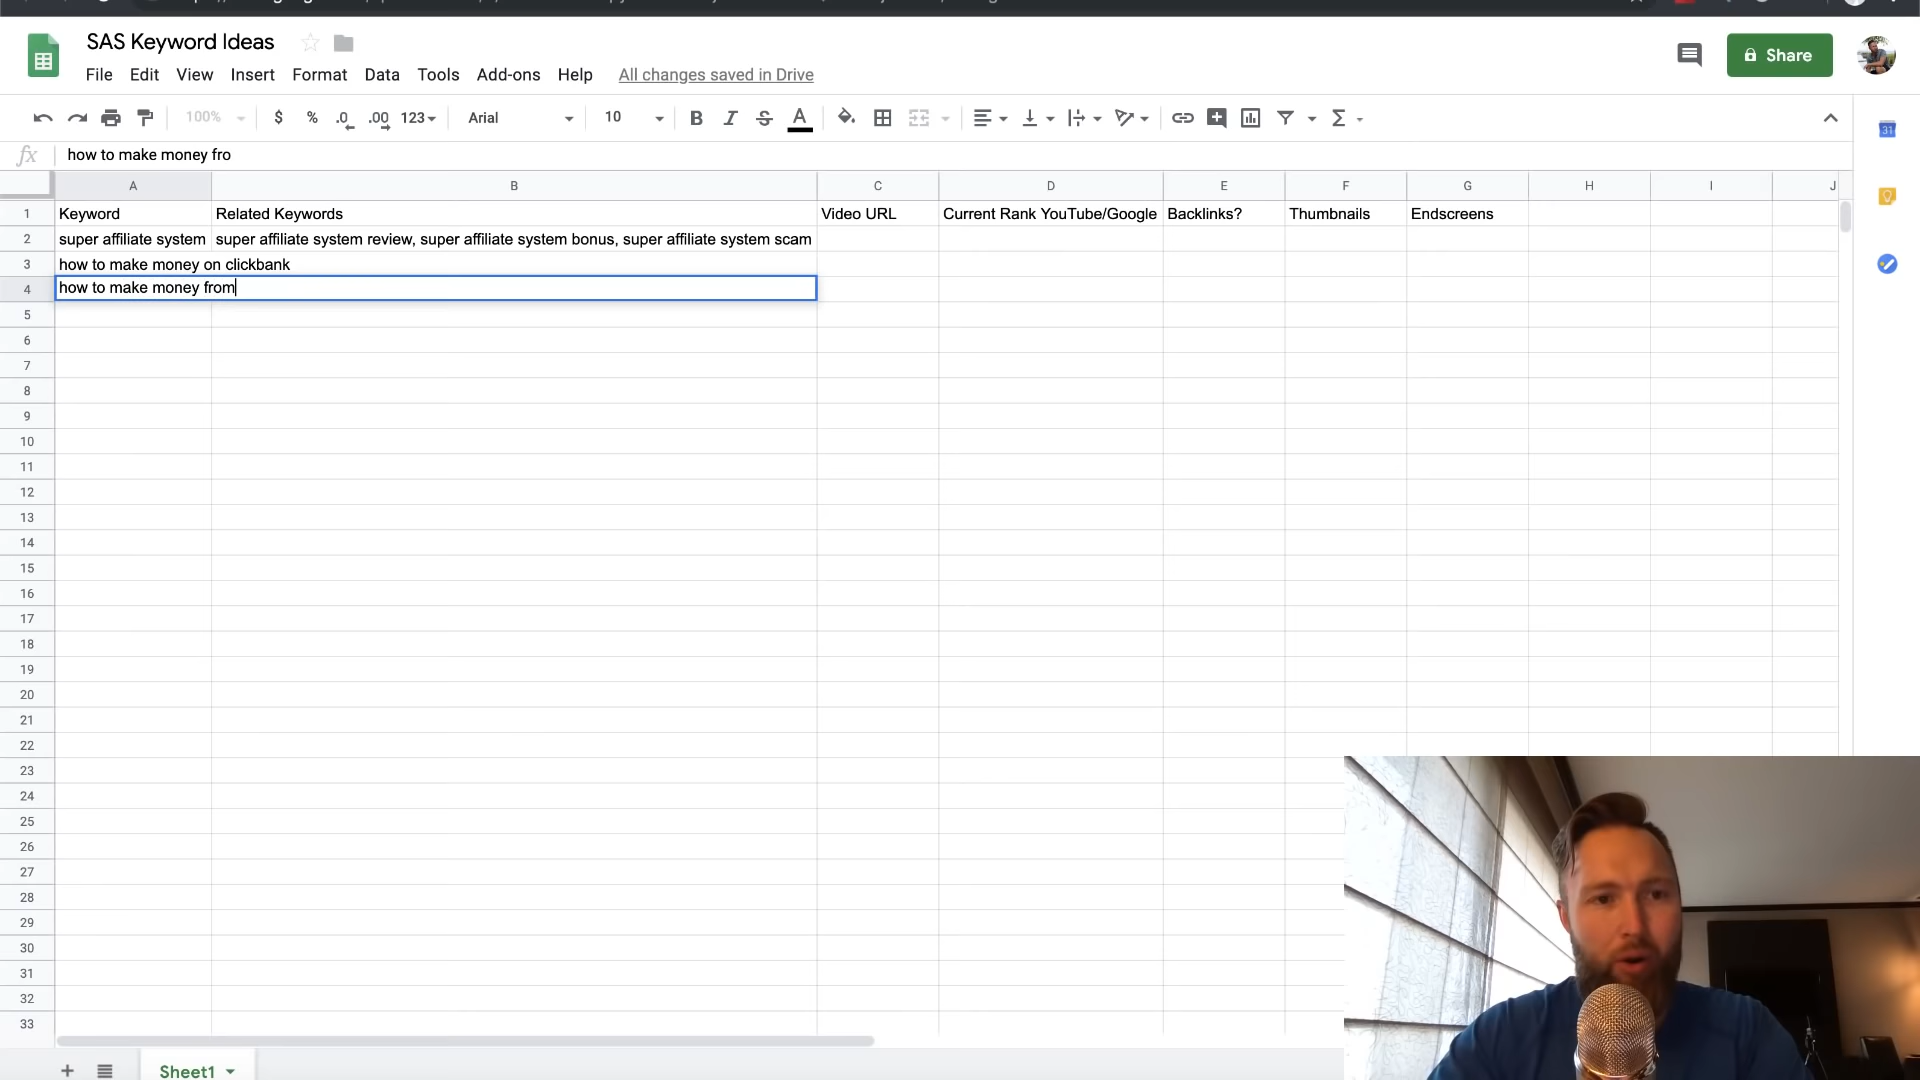 SAS Keyword Ideas
Share
File Edit View Insert Format Data Tools Add-ons Help All changes saved in Drive
100% $ % .0 .00 123 Arial 10 B I S A Σ
31
fx how to make money fro
A B C D E F G H I J
1 Keyword Related Keywords Video URL Current Rank YouTube/Google Backlinks? Thumbnails Endscreens
2 super affiliate system super affiliate system review, super affiliate system bonus, super affiliate system scam
3 how to make money on clickbank
4 how to make money from
5
6
7
8
9
10
11
12
13
14
15
16
17
18
19
20
21
22
23
24
25
26
27
28
29
30
31
32
33
+ Sheet1